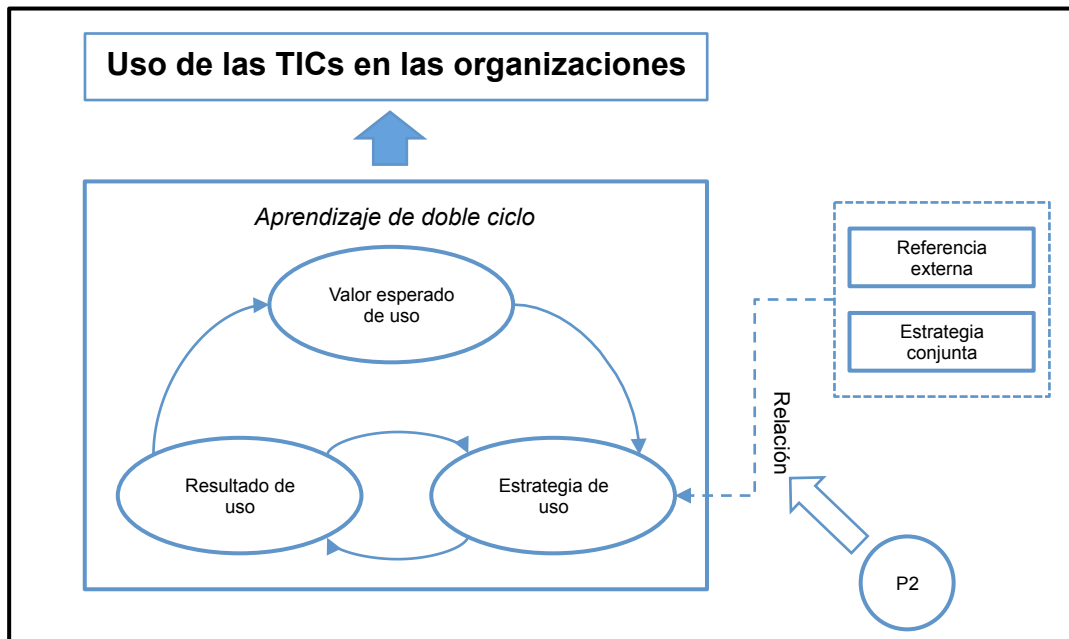 Uso de las TICs en las organizaciones
Aprendizaje de doble ciclo
Valor esperado
de uso
Resultado de
uso
Estrategia de
uso
Referencia
externa
Estrategia
conjunta
Relación
P2